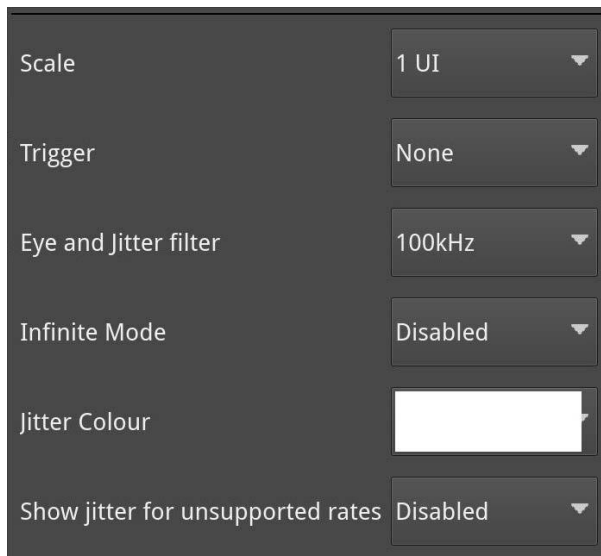 Scale 1 UI
Trigger None
Eye and Jitter filter 100kHz
Infinite Mode Disabled
Jitter Colour
Show jitter for unsupported rates Disabled